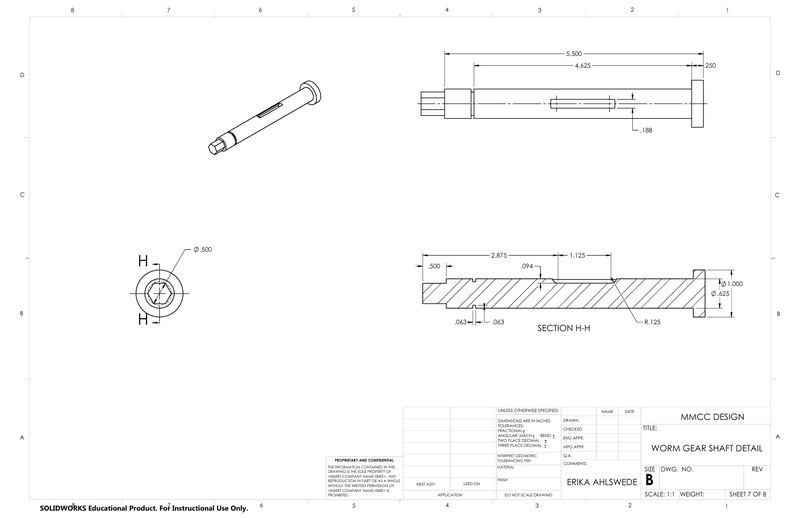 8 7 6 5 4 3 2 1
D D
5.500
4.625 .250
.188
C C
H
Ø.500
H
2.875 1.125
.500 .094
Ø1.000
Ø.625
.063 .063 R.125
SECTION H-H
B B
A A
UNLESS OTHERWISE SPECIFIED:
DIMENSIONS ARE IN INCHES
TOLERANCES:
FRACTIONAL ±
ANGULAR: MACH ± BEND ±
TWO PLACE DECIMAL ±
THREE PLACE DECIMAL ±
INTERPRET GEOMETRIC
TOLERANCING PER:
MATERIAL
FINISH
DO NOT SCALE DRAWING
NAME DATE
DRAWN
CHECKED
ENG APPR.
MFG APPR.
Q.A.
COMMENTS:
ERIKA AHLSWEDE
MMCC DESIGN
TITLE:
WORM GEAR SHAFT DETAIL
SIZE DWG. NO. REV
B
SCALE: 1:1 WEIGHT: SHEET 7 OF 8
PROPRIETARY AND CONFIDENTIAL
THE INFORMATION CONTAINED IN THIS
DRAWING IS THE SOLE PROPERTY OF
<INSERT COMPANY NAME HERE>. ANY
REPRODUCTION IN PART OR AS A WHOLE
WITHOUT THE WRITTEN PERMISSION OF
<INSERT COMPANY NAME HERE> IS
PROHIBITED.
NEXT ASSY USED ON
APPLICATION
8 7 6 5 4 3 2 1
SOLIDWORKS Educational Product. For Instructional Use Only.